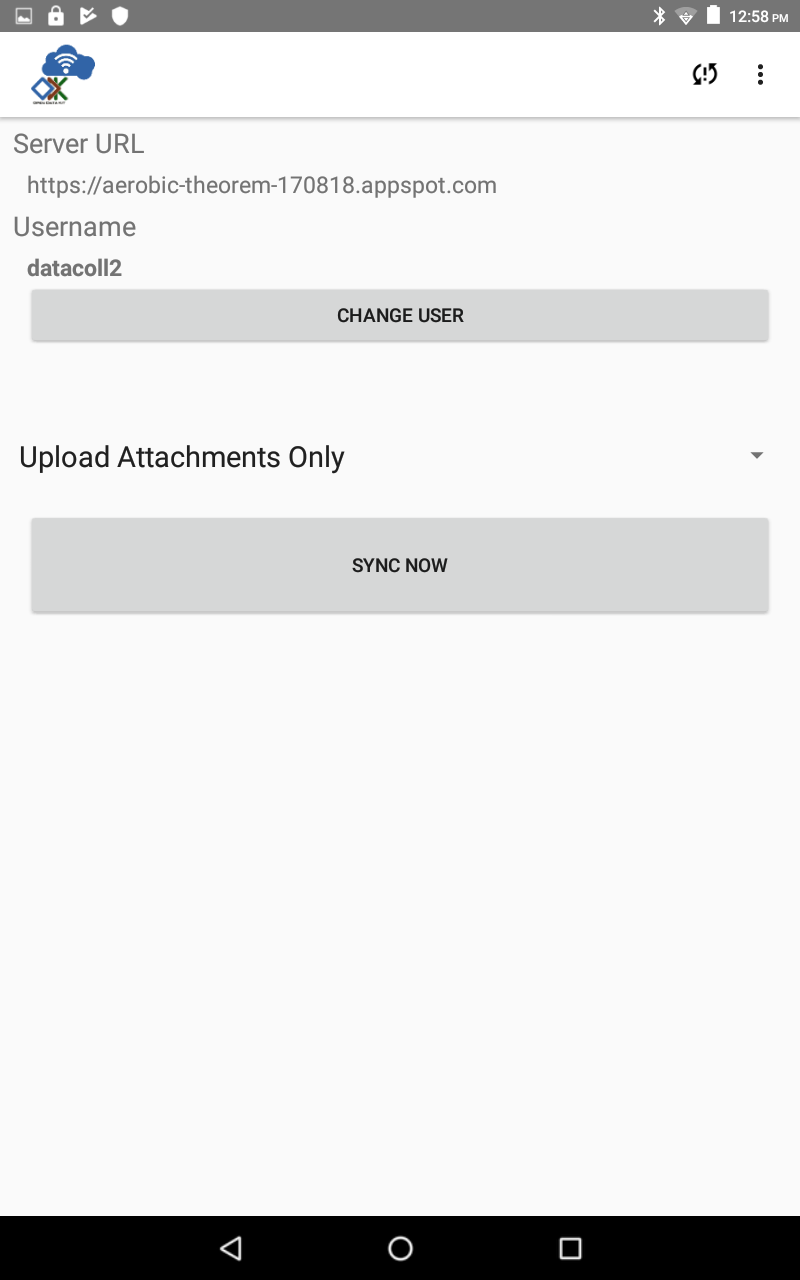 12:58 PM
Server URL
https://aerobic-theorem-170818.appspot.com
Username
datacoll2
CHANGE USER
Upload Attachments Only
SYNC NOW